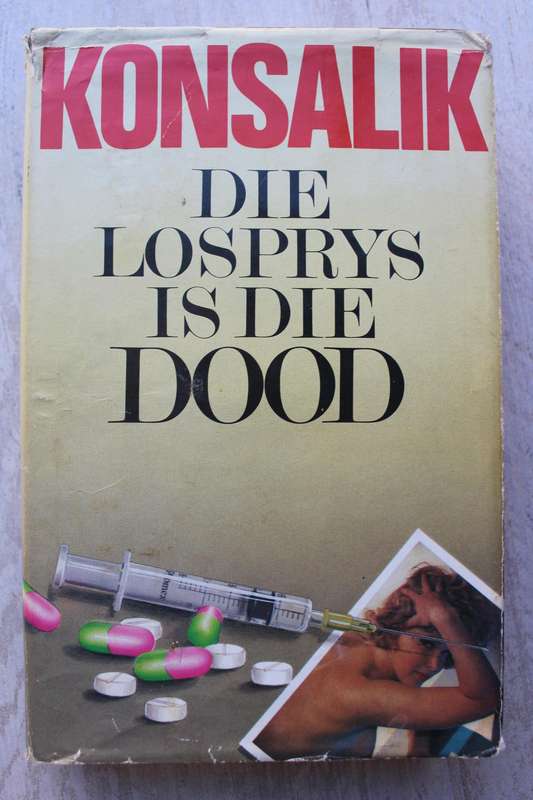 KONSALIK
DIE
LOSPRYS
IS DIE
DOOD